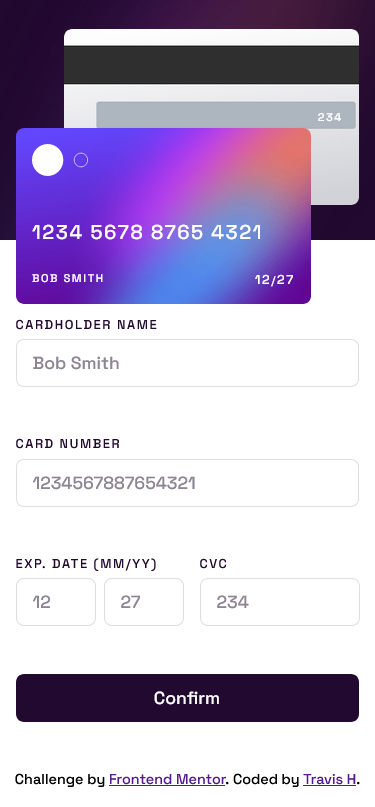 234
1234 5678 8765 4321
BOB SMITH
12/27
CARDHOLDER NAME
Bob Smith
CARD NUMBER
1234567887654321
EXP. DATE (MM/YY) CVC
12 27 234
Confirm
Challenge by Frontend Mentor. Coded by Travis H.